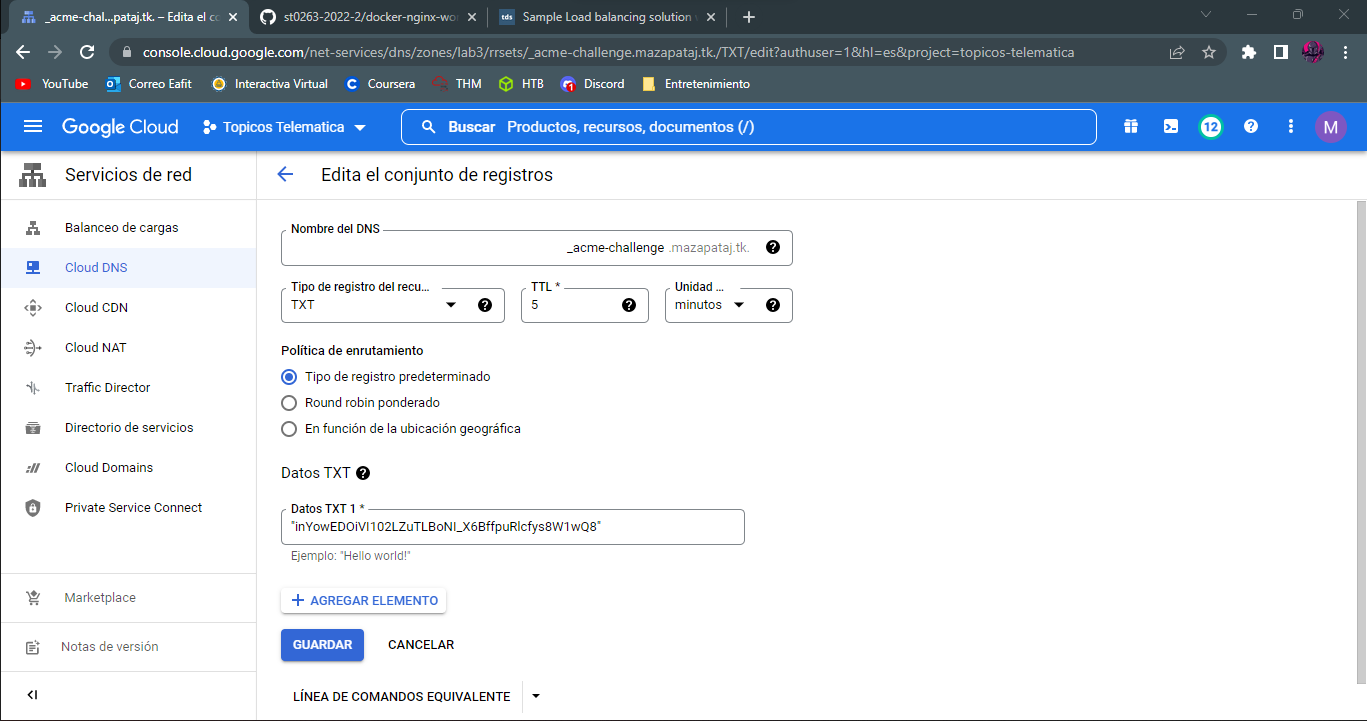 _acme-chal...pataj.tk. – Edita el co
st0263-2022-2/docker-nginx-wor
tds Sample Load balancing solution w
console.cloud.google.com/net-services/dns/zones/lab3/rrsets/_acme-challenge.mazapataj.tk./TXT/edit?authuser=1&hl=es&project=topicos-telematica
YouTube Correo Eafit Interactiva Virtual Coursera THM HTB Discord Entretenimiento
Google Cloud Topicos Telematica Buscar Productos, recursos, documentos (/) 12 M
Servicios de red
Balanceo de cargas
Cloud DNS
Cloud CDN
Cloud NAT
Traffic Director
Directorio de servicios
Cloud Domains
Private Service Connect
Marketplace
Notas de versión
Edita el conjunto de registros
Nombre del DNS
_acme-challenge .mazapataj.tk.
Tipo de registro del recu... TTL * Unidad ...
TXT 5 minutos
Política de enrutamiento
Tipo de registro predeterminado
Round robin ponderado
En función de la ubicación geográfica
Datos TXT
Datos TXT 1 *
"inYowEDOiVI102LZuTLBoNI_X6BffpuRlcfys8W1wQ8"
Ejemplo: "Hello world!"
AGREGAR ELEMENTO
GUARDAR CANCELAR
LÍNEA DE COMANDOS EQUIVALENTE